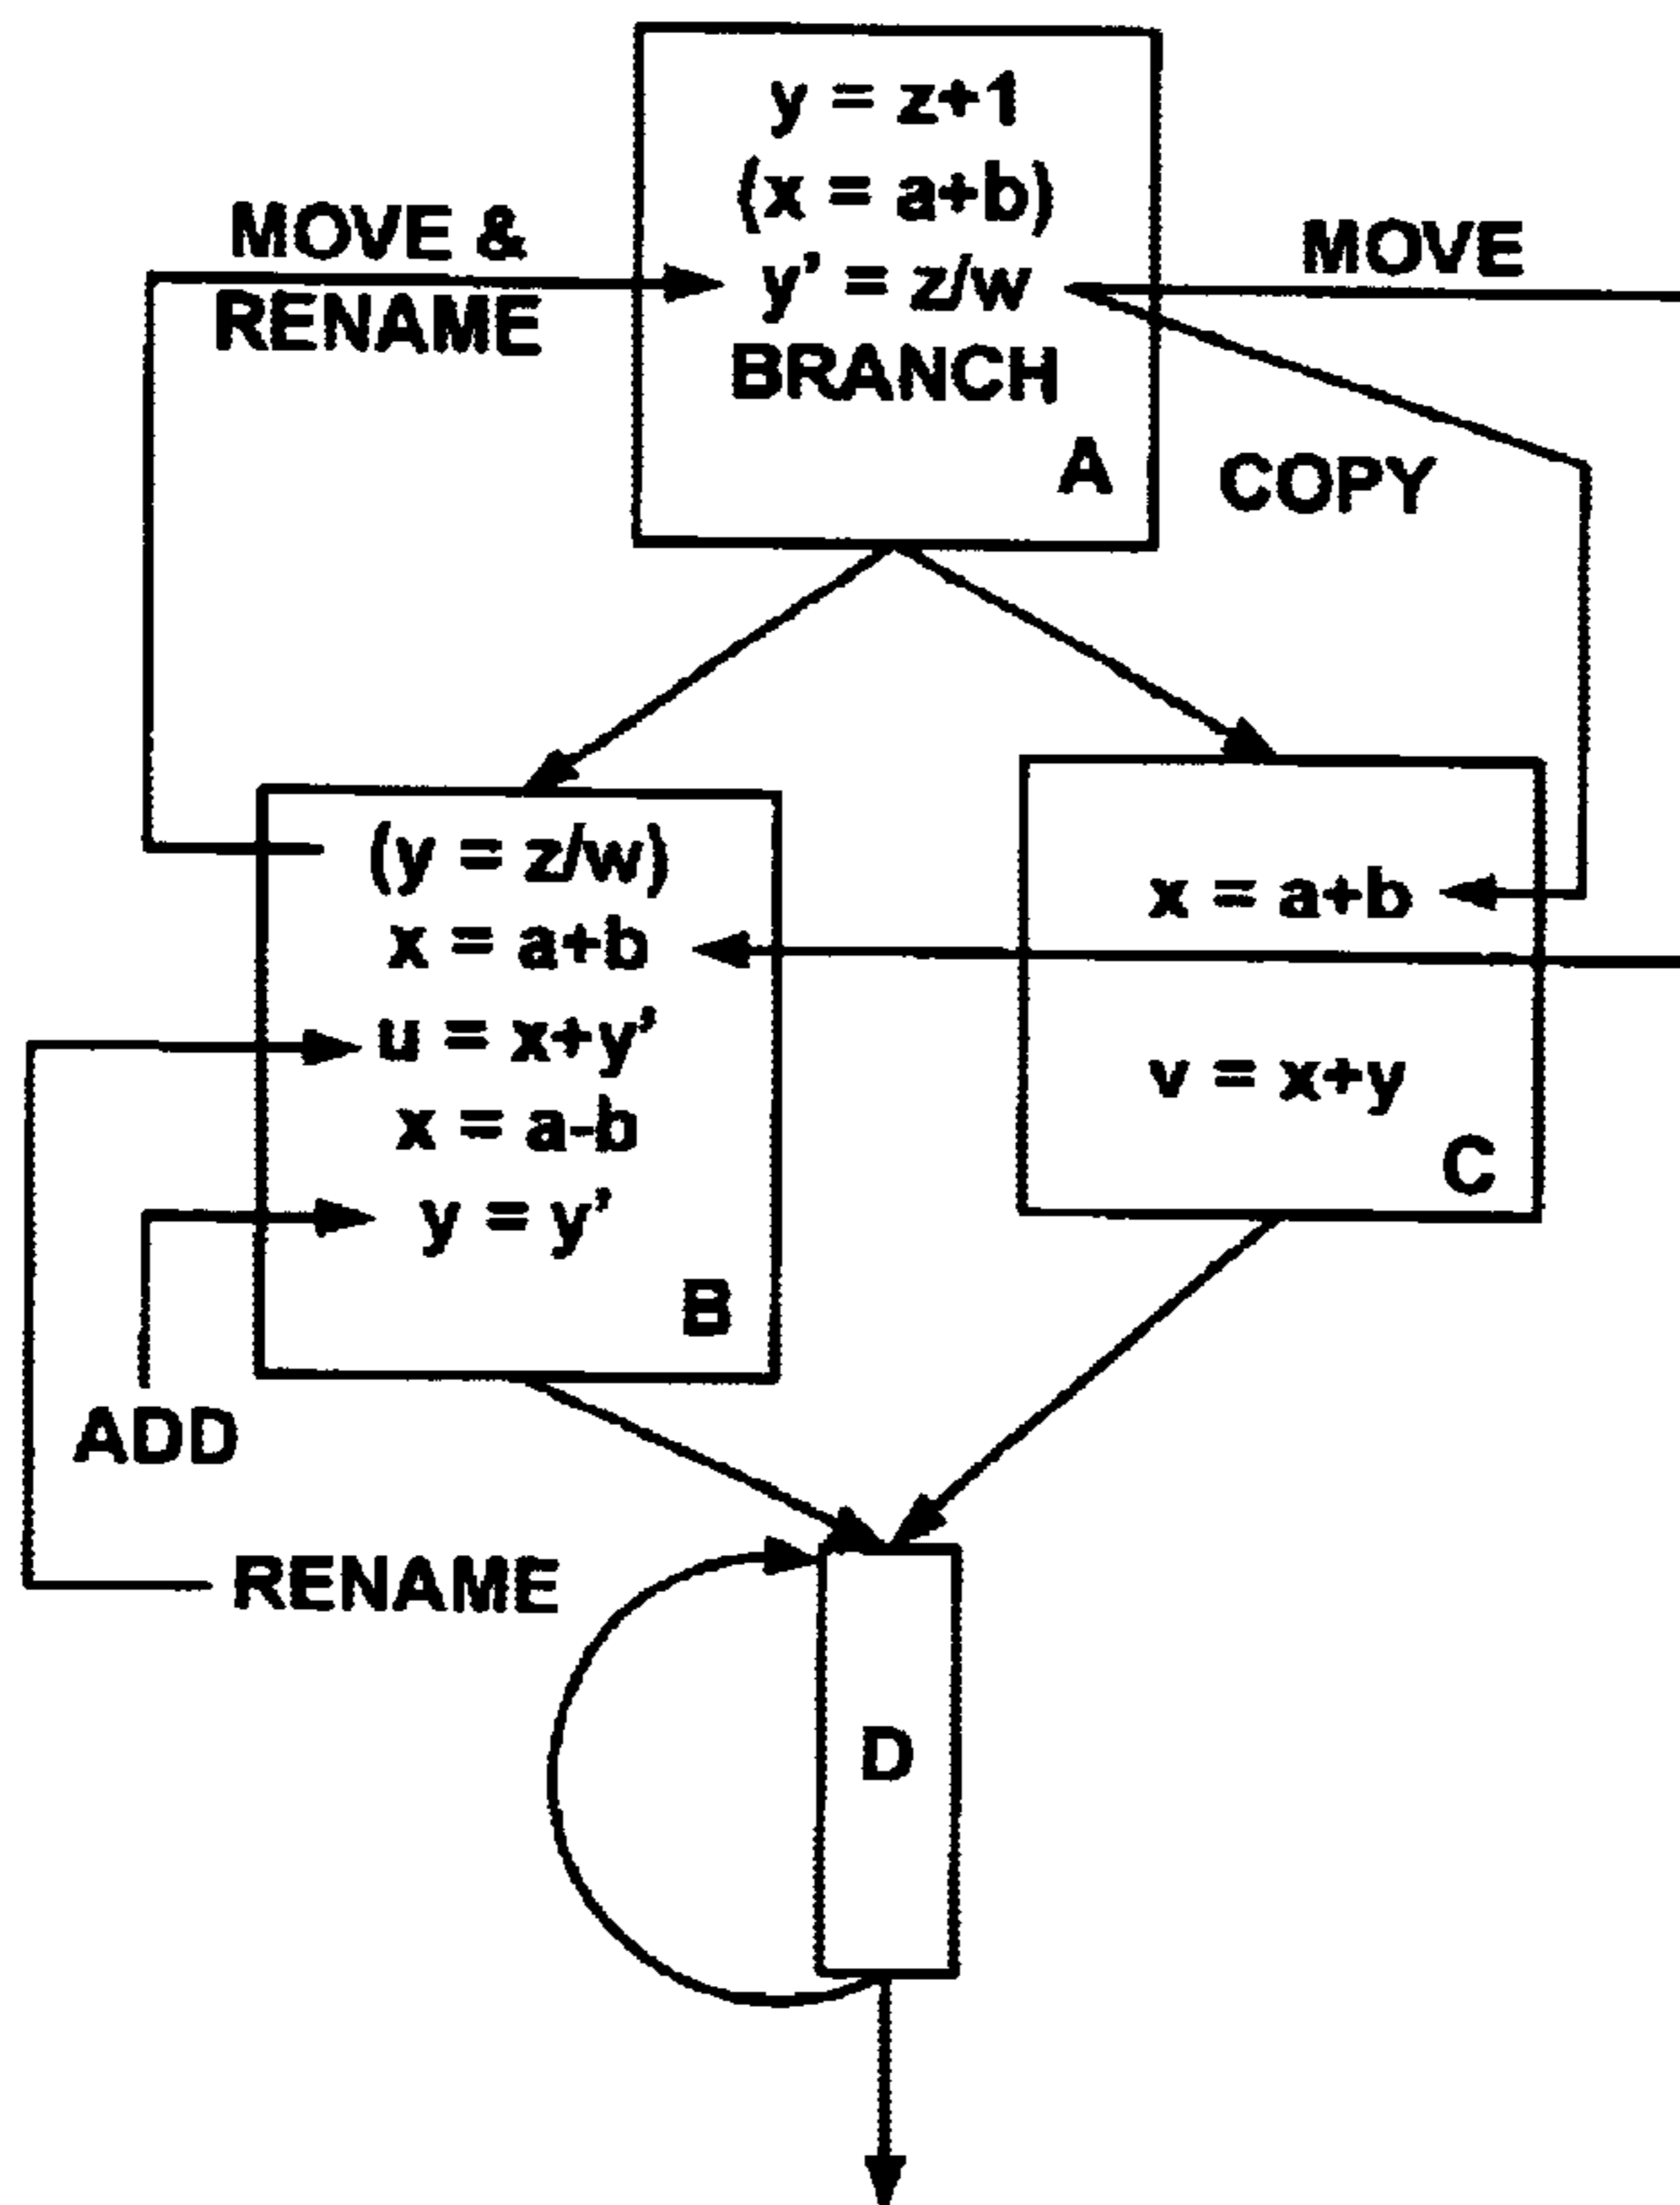 y = z+1
(x = a+b)
y' = z/w
BRANCH
A
MOVE &
RENAME
MOVE
COPY
(y = z/w)
x = a+b
u = x+y'
x = a-b
y = y'
B
x = a+b
v = x+y
C
ADD
RENAME
D